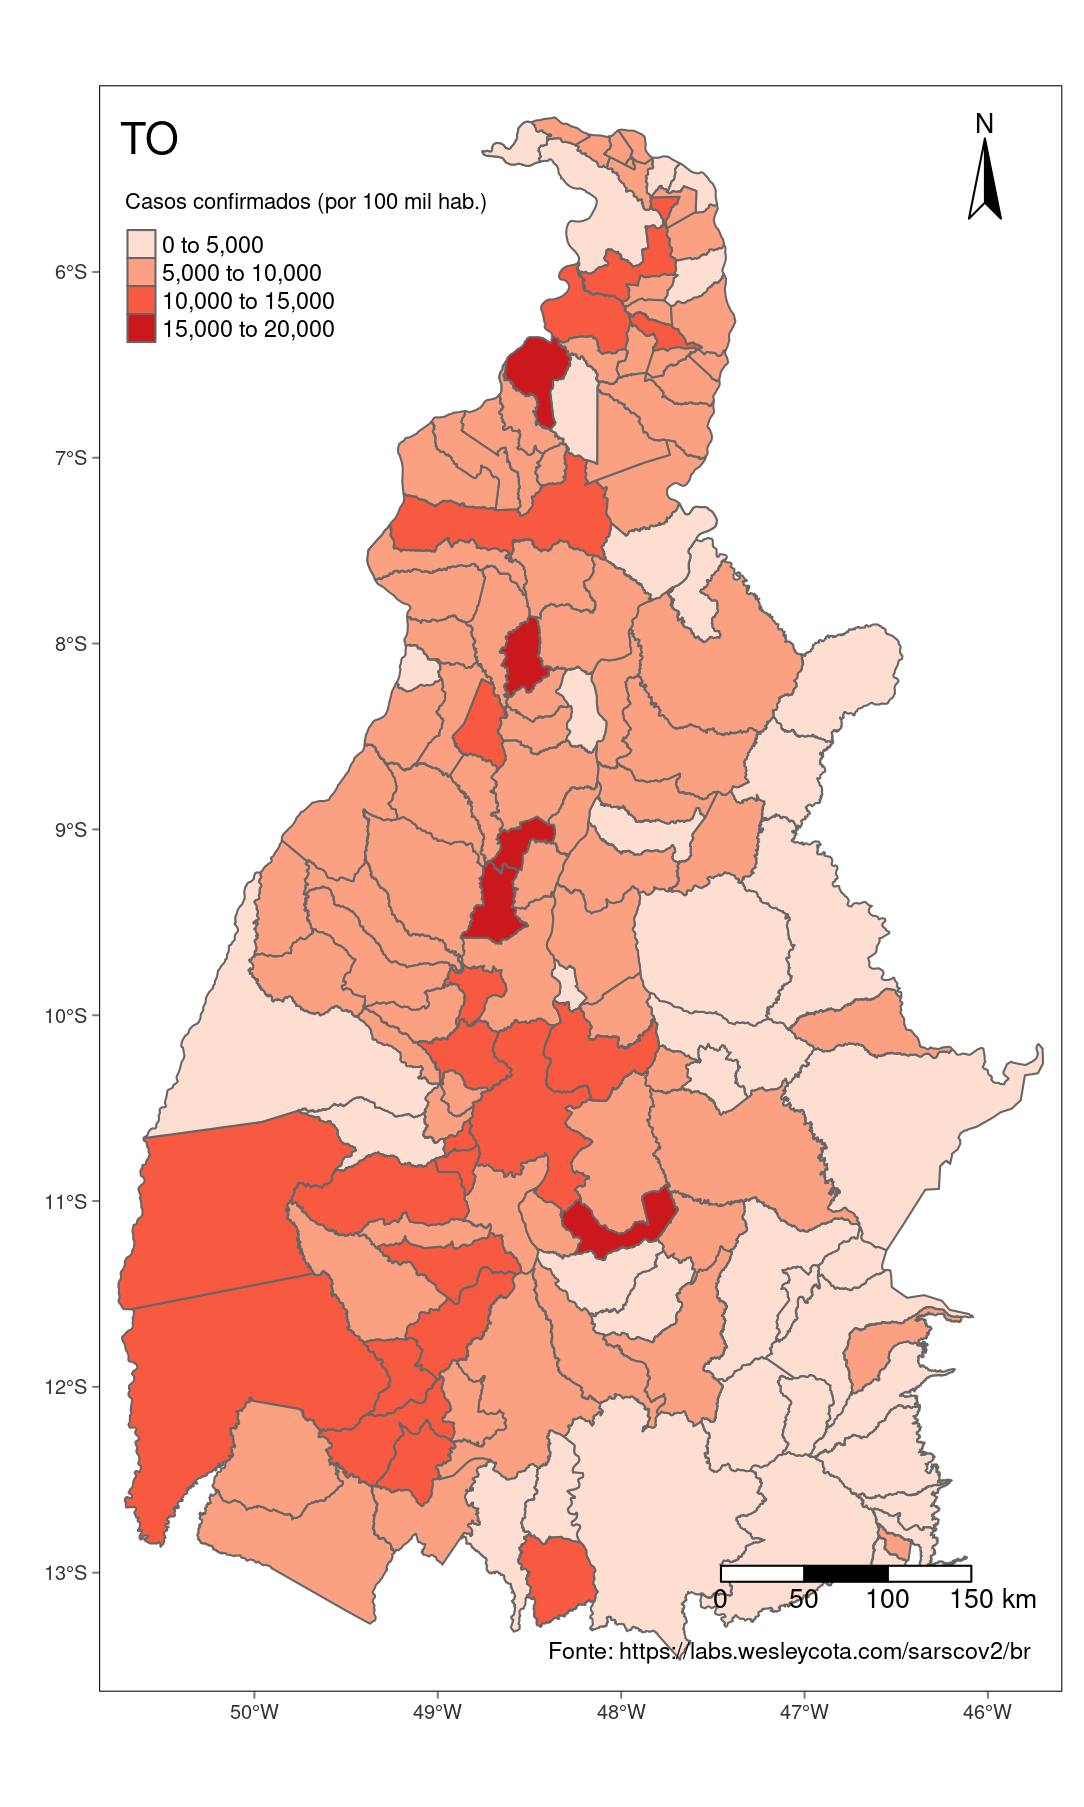 TO
N
Casos confirmados (por 100 mil hab.)
0 to 5,000
5,000 to 10,000
10,000 to 15,000
15,000 to 20,000
6°S
7°S
8°S
9°S
10°S
11°S
12°S
13°S
0 50 100 150 km
Fonte: https://labs.wesleycota.com/sarscov2/br
50°W 49°W 48°W 47°W 46°W